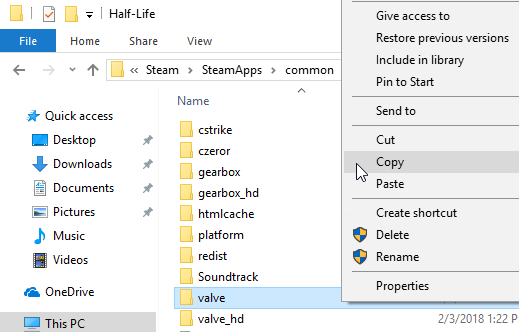 Half-Life
File Home Share View
Steam SteamApps common
Name
Quick access
Desktop
Downloads
Documents
Pictures
Music
Videos
OneDrive
This PC
cstrike
czeror
gearbox
gearbox_hd
htmlcache
platform
redist
Soundtrack
valve
valve_hd
2/3/2018 1:22 P
Give access to
Restore previous versions
Include in library
Pin to Start
Send to
Cut
Copy
Paste
Create shortcut
Delete
Rename
Properties